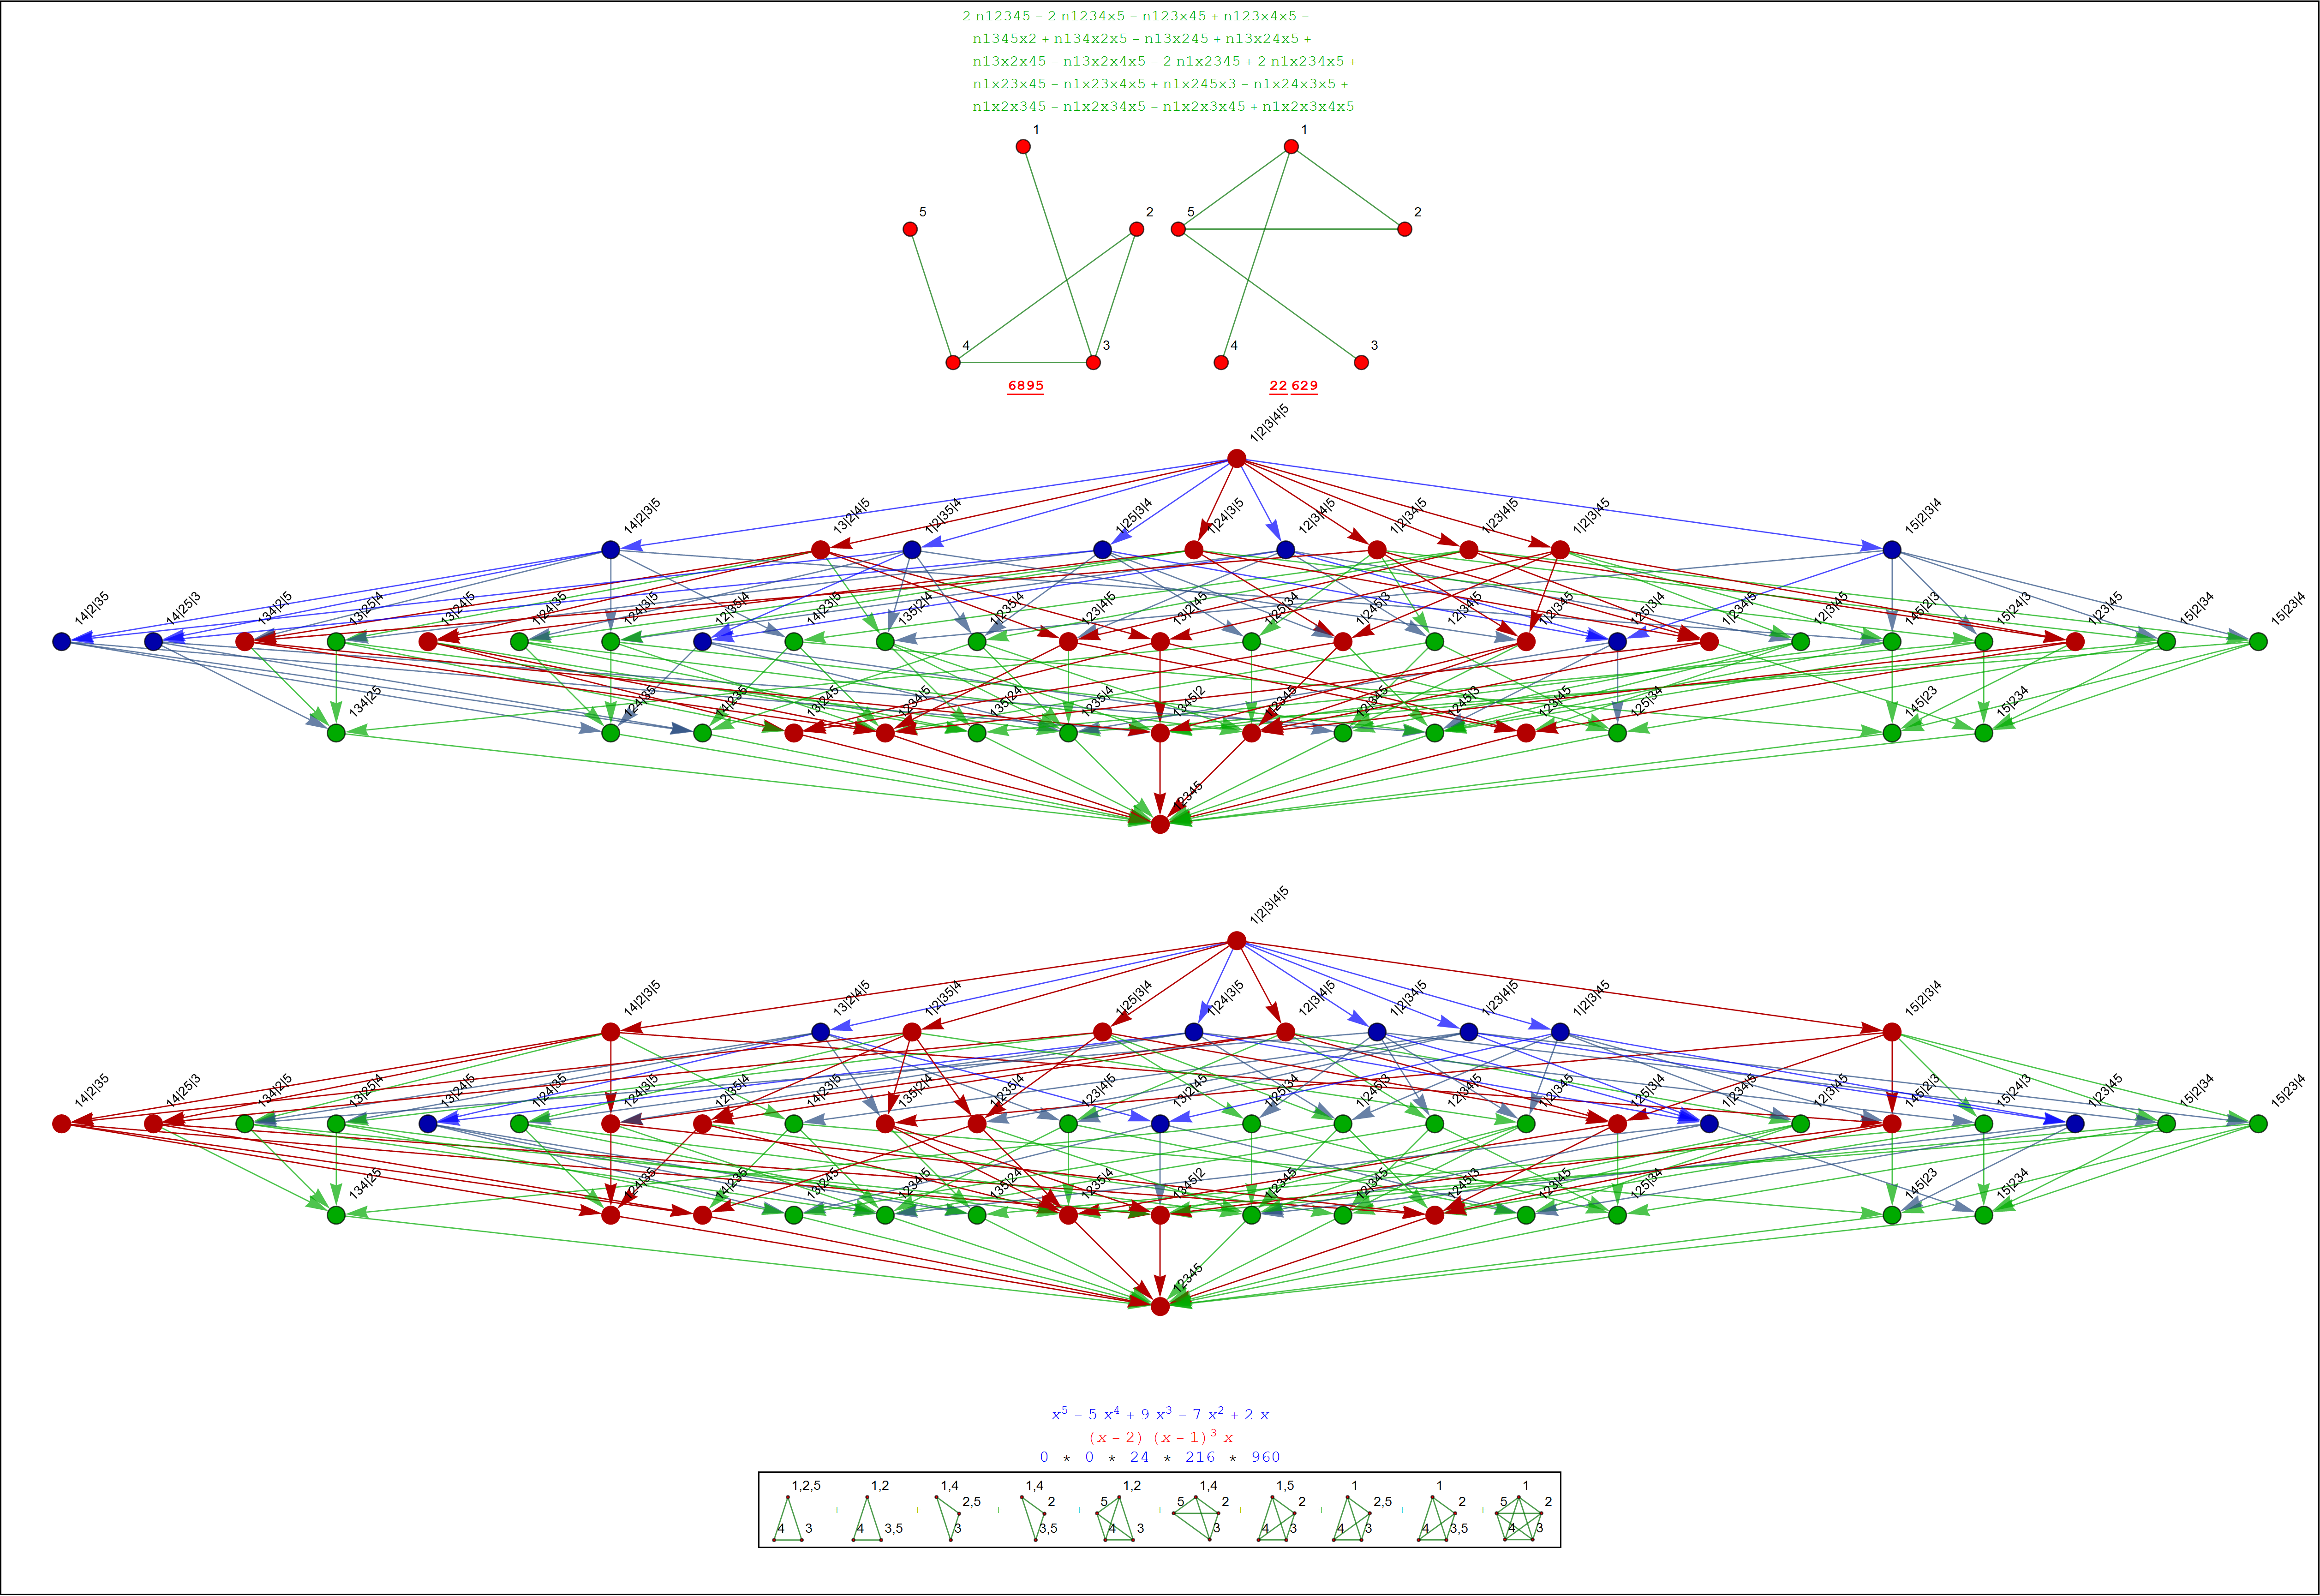 2 n12345 – 2 n1234x5 – n123x45 + n123x4x5 –
n1345x2 + n134x2x5 – n13x245 + n13x24x5 +
n13x2x45 – n13x2x4x5 – 2 n1x2345 + 2 n1x234x5 +
n1x23x45 – n1x23x4x5 + n1x245x3 – n1x24x3x5 +
n1x2x345 – n1x2x34x5 – n1x2x3x45 + n1x2x3x4x5
1 1
5 2 5 2
4 3 4 3
6895 22 629
1|2|3|4|5
14|2|3|5 13|2|4|5 1|2|35|4 1|25|3|4 1|24|3|5 12|3|4|5 1|2|34|5 1|23|4|5 1|2|3|45 15|2|3|4
14|2|35 14|25|3 134|2|5 13|25|4 13|24|5 1|24|35 124|3|5 12|35|4 14|23|5 135|2|4 1|235|4 123|4|5 13|2|45 1|25|34 1|245|3 12|34|5 1|2|345 125|3|4 1|234|5 12|3|45 145|2|3 15|24|3 1|23|45 15|2|34 15|23|4
134|25 124|35 14|235 13|245 1234|5 135|24 1235|4 1345|2 1|2345 12|345 1245|3 123|45 125|34 145|23 15|234
12345
1|2|3|4|5
14|2|3|5 13|2|4|5 1|2|35|4 1|25|3|4 1|24|3|5 12|3|4|5 1|2|34|5 1|23|4|5 1|2|3|45 15|2|3|4
14|2|35 14|25|3 134|2|5 13|25|4 13|24|5 1|24|35 124|3|5 12|35|4 14|23|5 135|2|4 1|235|4 123|4|5 13|2|45 1|25|34 1|245|3 12|34|5 1|2|345 125|3|4 1|234|5 12|3|45 145|2|3 15|24|3 1|23|45 15|2|34 15|23|4
134|25 124|35 14|235 13|245 1234|5 135|24 1235|4 1345|2 1|2345 12|345 1245|3 123|45 125|34 145|23 15|234
12345
x⁵ – 5 x⁴ + 9 x³ – 7 x² + 2 x
(x – 2) (x – 1)³ x
0 * 0 * 24 * 216 * 960
1,2,5 1,2 1,4 1,4 1,2 1,4 1,5 1 1 1
2,5 2 5 5 2 2 2,5 2 5 2
+ + + + + + + + +
4 3 4 3,5 3 3,5 4 3 3 4 3 4 3 4 3,5 4 3